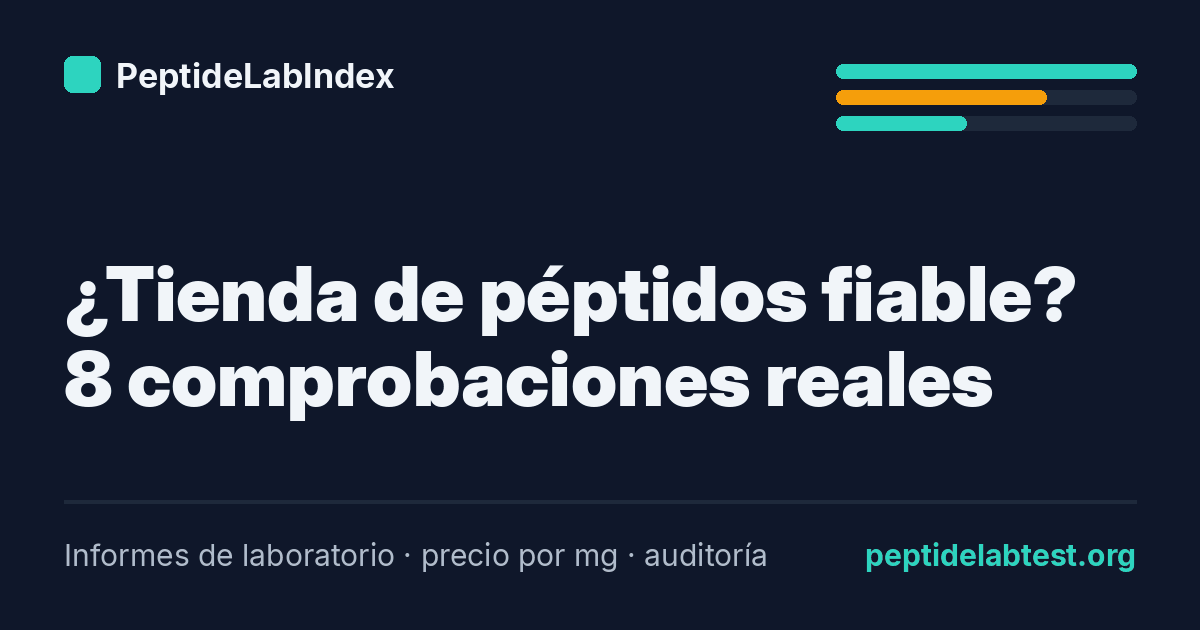 PeptideLabIndex
¿Tienda de péptidos fiable?
8 comprobaciones reales
Informes de laboratorio · precio por mg · auditoría
peptidelabtest.org